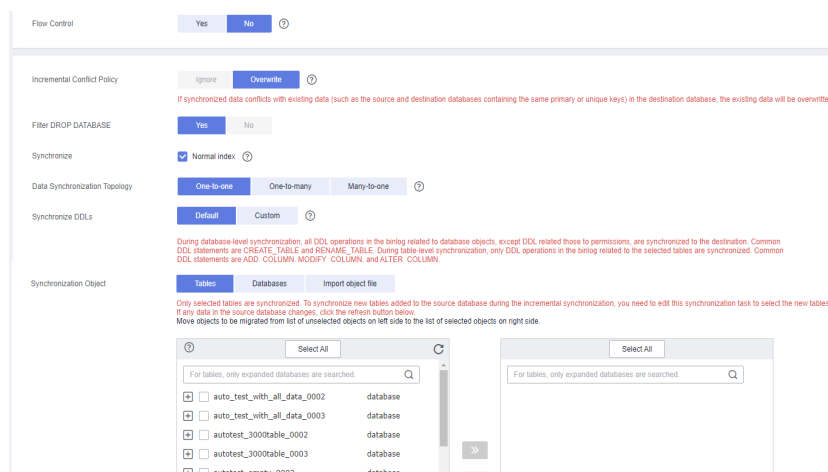 Flow Control Yes No ?
Incremental Conflict Policy Ignore Overwrite ?
If synchronized data conflicts with existing data (such as the source and destination databases containing the same primary or unique keys) in the destination database, the existing data will be overwritte
Filter DROP DATABASE Yes No
Synchronize Normal index ?
Data Synchronization Topology One-to-one One-to-many Many-to-one ?
Synchronize DDLs Default Custom ?
During database-level synchronization, all DDL operations in the binlog related to database objects, except DDL related those to permissions, are synchronized to the destination. Common
DDL statements are CREATE_TABLE and RENAME_TABLE. During table-level synchronization, only DDL operations in the binlog related to the selected tables are synchronized. Common
DDL statements are ADD_COLUMN, MODIFY_COLUMN, and ALTER_COLUMN.
Synchronization Object Tables Databases Import object file
Only selected tables are synchronized. To synchronize new tables added to the source database during the incremental synchronization, you need to edit this synchronization task to select the new tables
If any data in the source database changes, click the refresh button below.
Move objects to be migrated from list of unselected objects on left side to the list of selected objects on right side.
? Select All
For tables, only expanded databases are searched.
auto_test_with_all_data_0002 database
auto_test_with_all_data_0003 database
autotest_3000table_0002 database
autotest_3000table_0003 database
Select All
For tables, only expanded databases are searched.